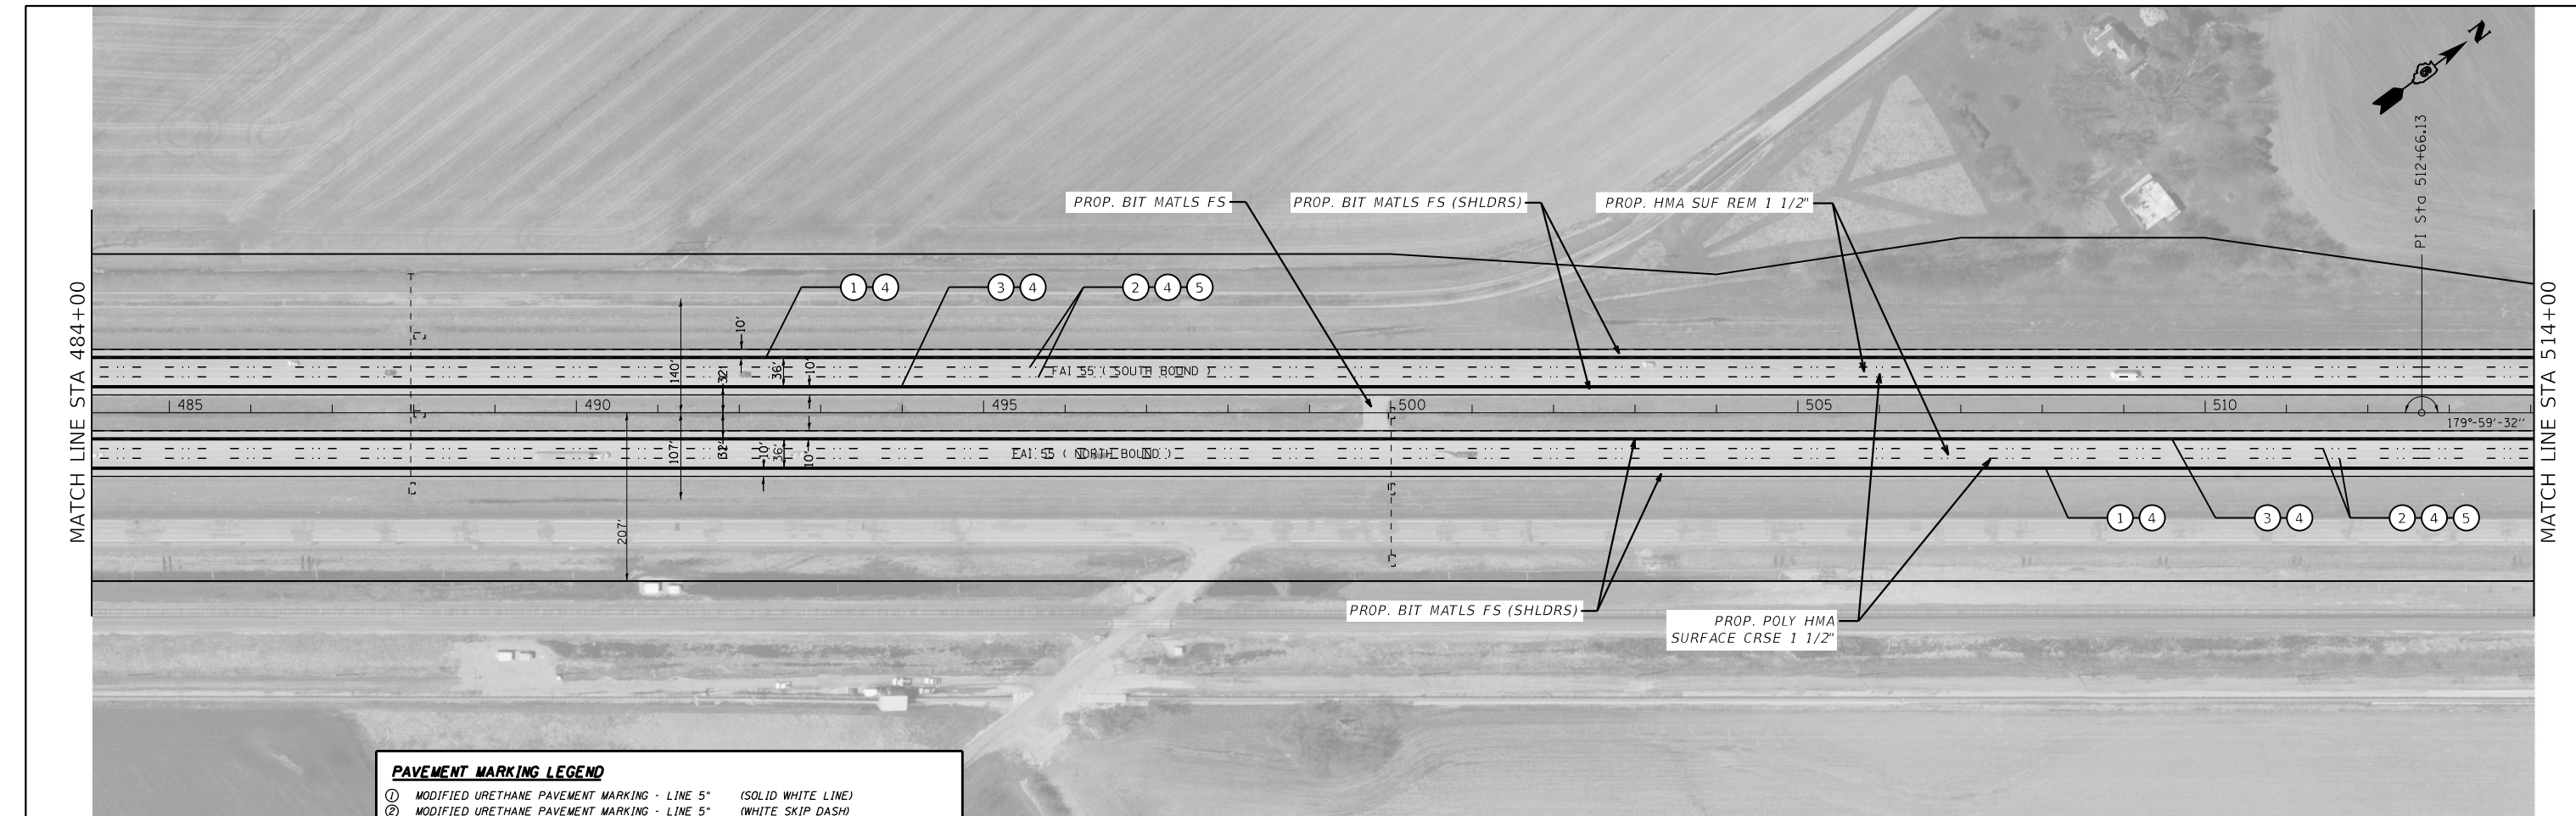 N
PI Sta 512+66.13
PROP. BIT MATLS FS
PROP. BIT MATLS FS (SHLDRS)
PROP. HMA SUF REM 1 1/2"
MATCH LINE STA 484+00
MATCH LINE STA 514+00
1 4
3 4
2 4 5
10'
140'
32'
36'
10'
FAI 55 ( SOUTH BOUND )
485
490
495
500
505
510
179°-59'-32"
107'
32'
10'
36'
10'
FAI 55 ( NORTH BOUND )
207'
1 4
3 4
2 4 5
PROP. BIT MATLS FS (SHLDRS)
PROP. POLY HMA
SURFACE CRSE 1 1/2"
PAVEMENT MARKING LEGEND
1 MODIFIED URETHANE PAVEMENT MARKING - LINE 5" (SOLID WHITE LINE)
2 MODIFIED URETHANE PAVEMENT MARKING - LINE 5" (WHITE SKIP DASH)